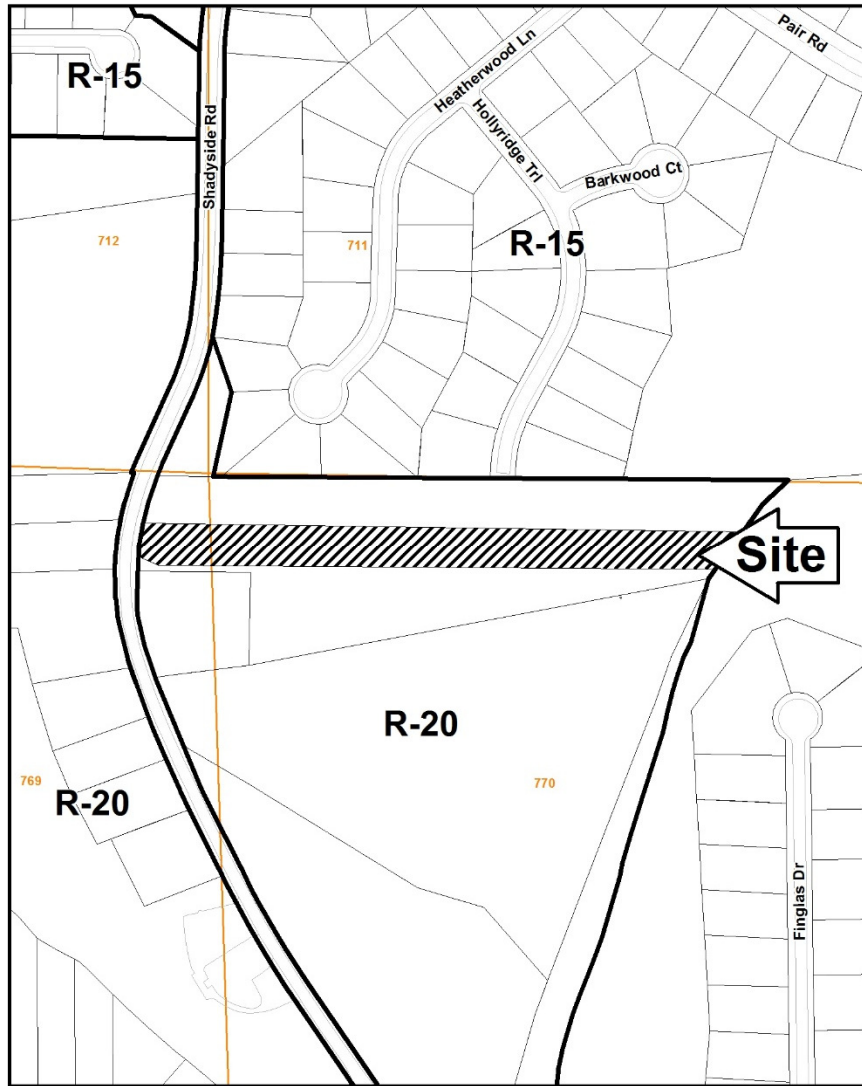 Pair Rd
R-15
Heatherwood Ln
Shadyside Rd
Hollyridge Trl
Barkwood Ct
712
711
R-15
Site
R-20
769
770
R-20
Finglas Dr